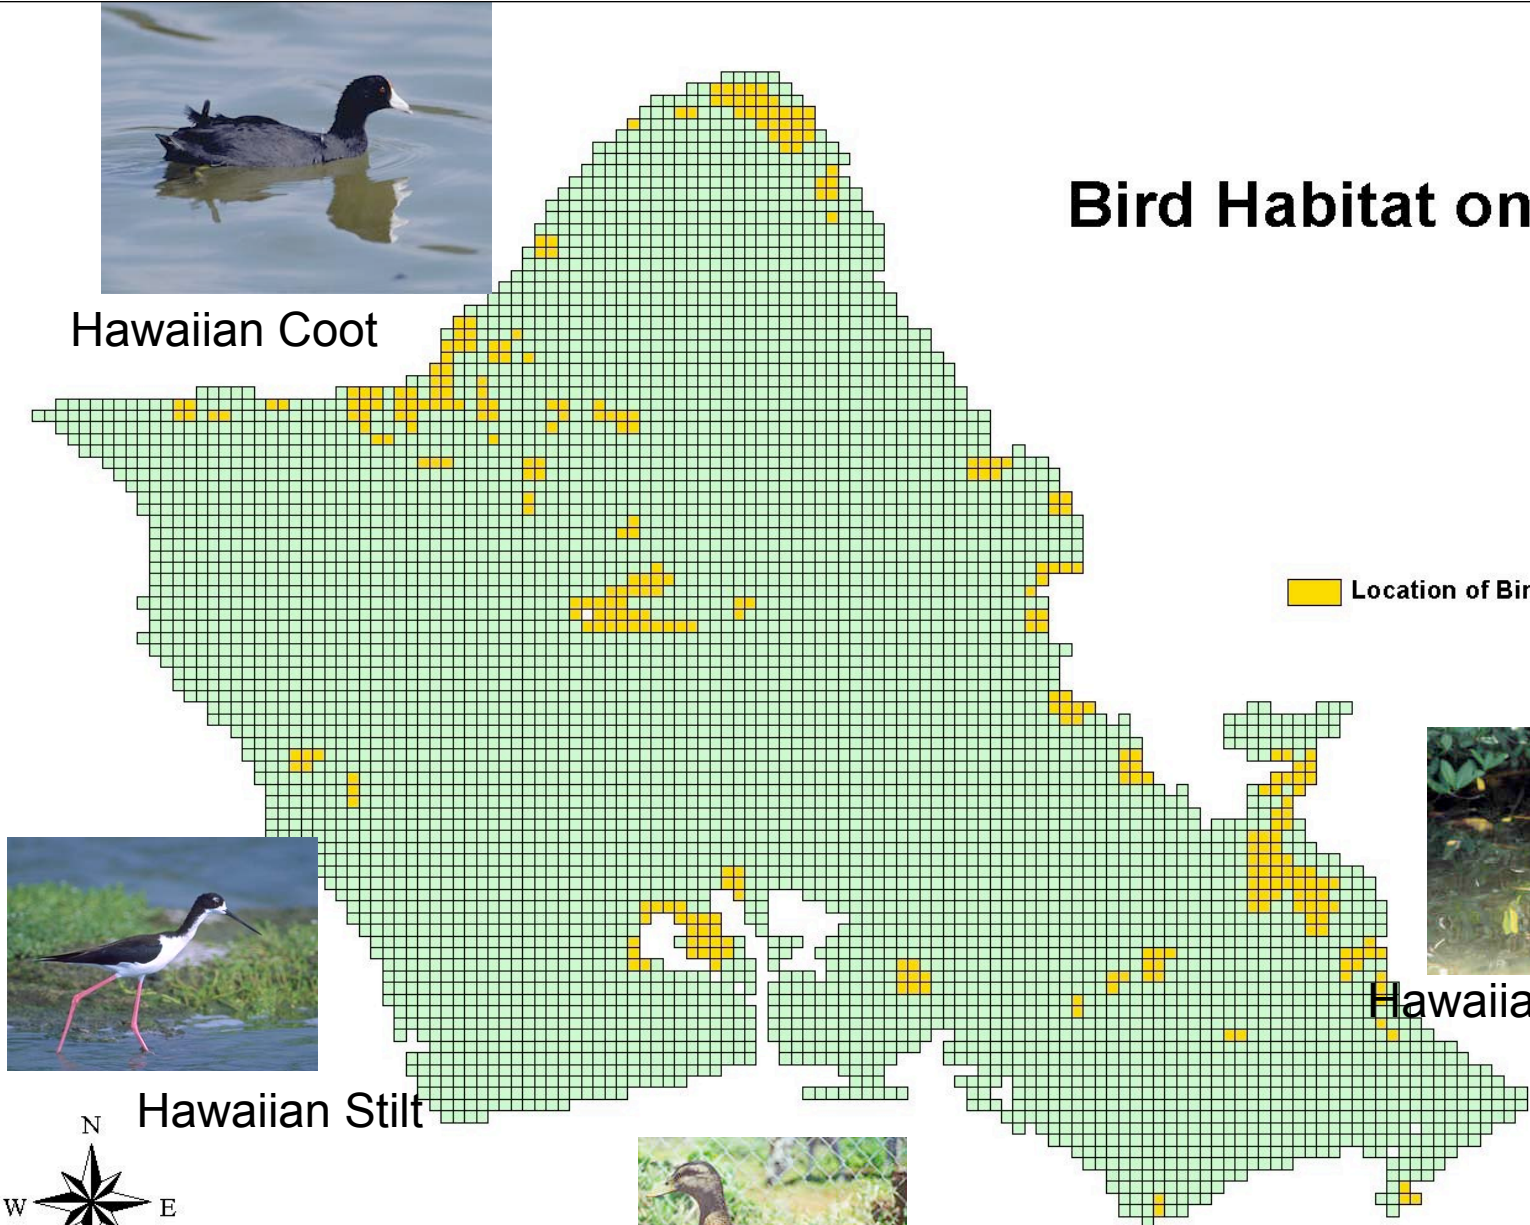 Bird Habitat on
Hawaiian Coot
Location of Bir
Hawaiia
Hawaiian Stilt
N
W E